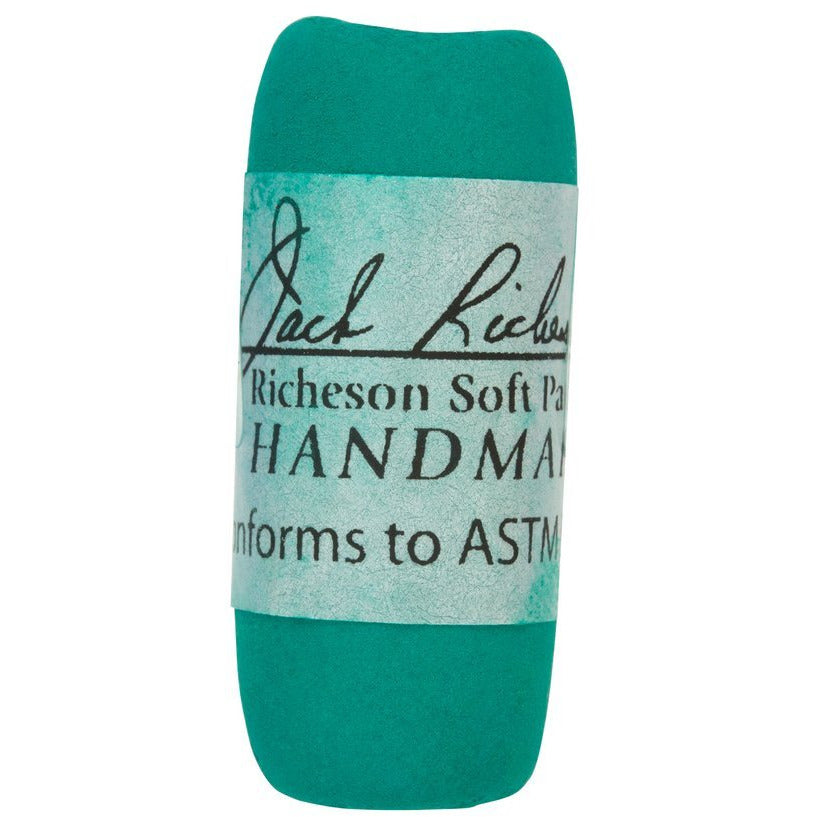 Jack Riches
Richeson Soft Pa
HANDMA
nforms to ASTM